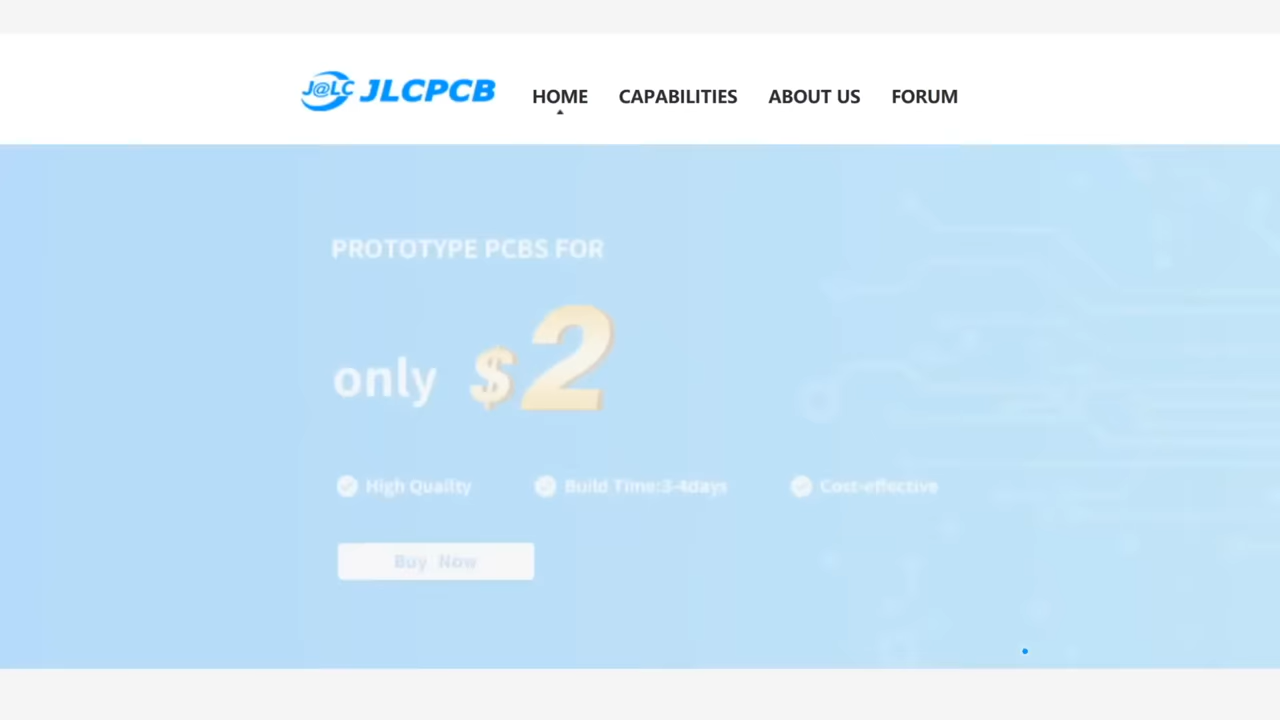 J@LC JLCPCB
HOME CAPABILITIES ABOUT US FORUM
PROTOTYPE PCBS FOR
only $2
High Quality Build Time:3-4days Cost-effective
Buy Now